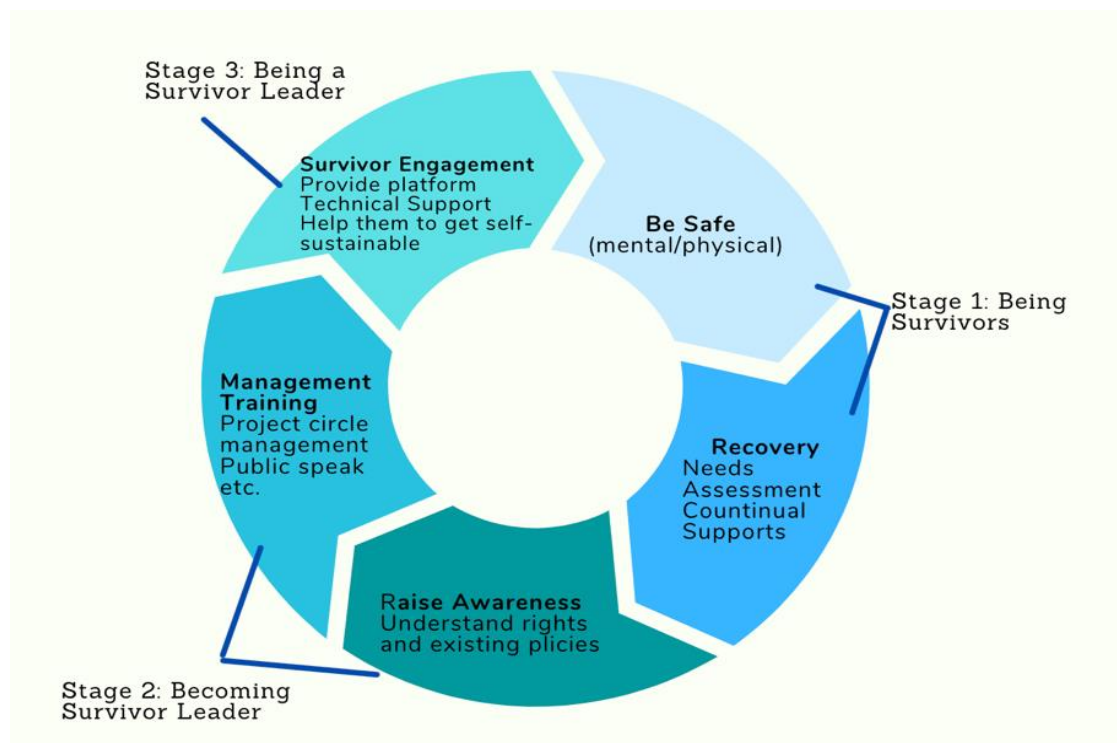 Stage 3: Being a
Survivor Leader
Survivor Engagement
Provide platform
Technical Support
Help them to get self-
sustainable
Be Safe
(mental/physical)
Stage 1: Being
Survivors
Recovery
Needs
Assessment
Countinual
Supports
Raise Awareness
Understand rights
and existing plicies
Management
Training
Project circle
management
Public speak
etc.
Stage 2: Becoming
Survivor Leader